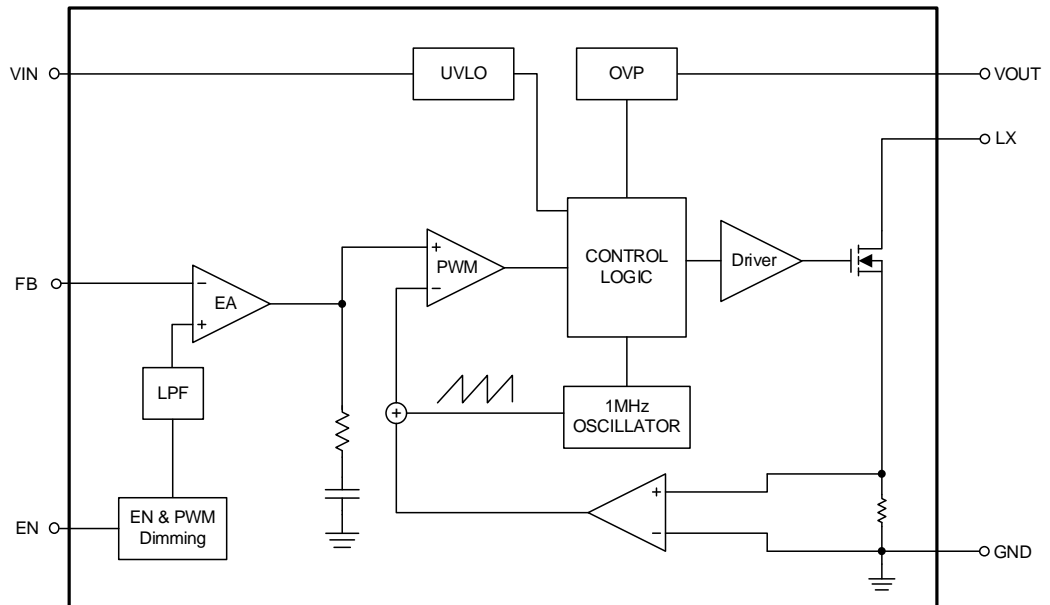 UVLO
OVP
VIN
VOUT
LX
+
PWM
−
CONTROL
LOGIC
Driver
FB
−
EA
+
LPF
+
1MHz
OSCILLATOR
EN
EN & PWM
Dimming
+
−
GND